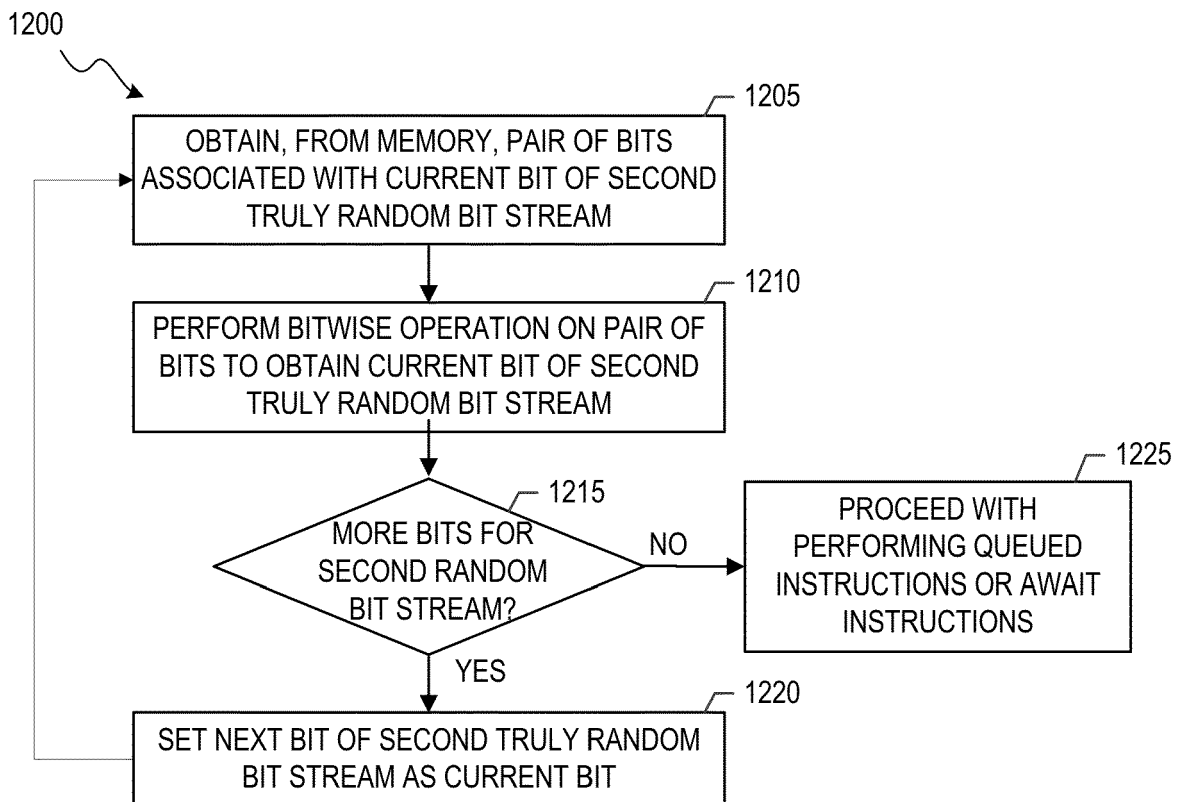 1200
1205
OBTAIN, FROM MEMORY, PAIR OF BITS
ASSOCIATED WITH CURRENT BIT OF SECOND
TRULY RANDOM BIT STREAM
1210
PERFORM BITWISE OPERATION ON PAIR OF
BITS TO OBTAIN CURRENT BIT OF SECOND
TRULY RANDOM BIT STREAM
1215
MORE BITS FOR
SECOND RANDOM
BIT STREAM?
NO
1225
PROCEED WITH
PERFORMING QUEUED
INSTRUCTIONS OR AWAIT
INSTRUCTIONS
YES
1220
SET NEXT BIT OF SECOND TRULY RANDOM
BIT STREAM AS CURRENT BIT